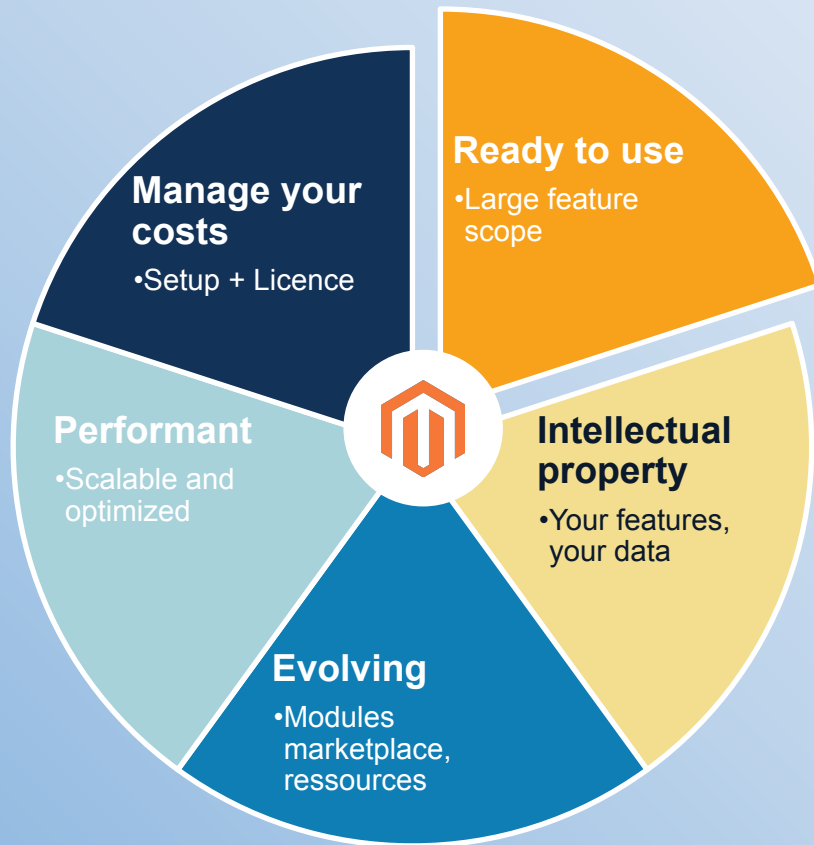 Ready to use
•Large feature
scope
Intellectual
property
•Your features,
your data
Evolving
•Modules
marketplace,
ressources
Performant
•Scalable and
optimized
Manage your
costs
•Setup + Licence